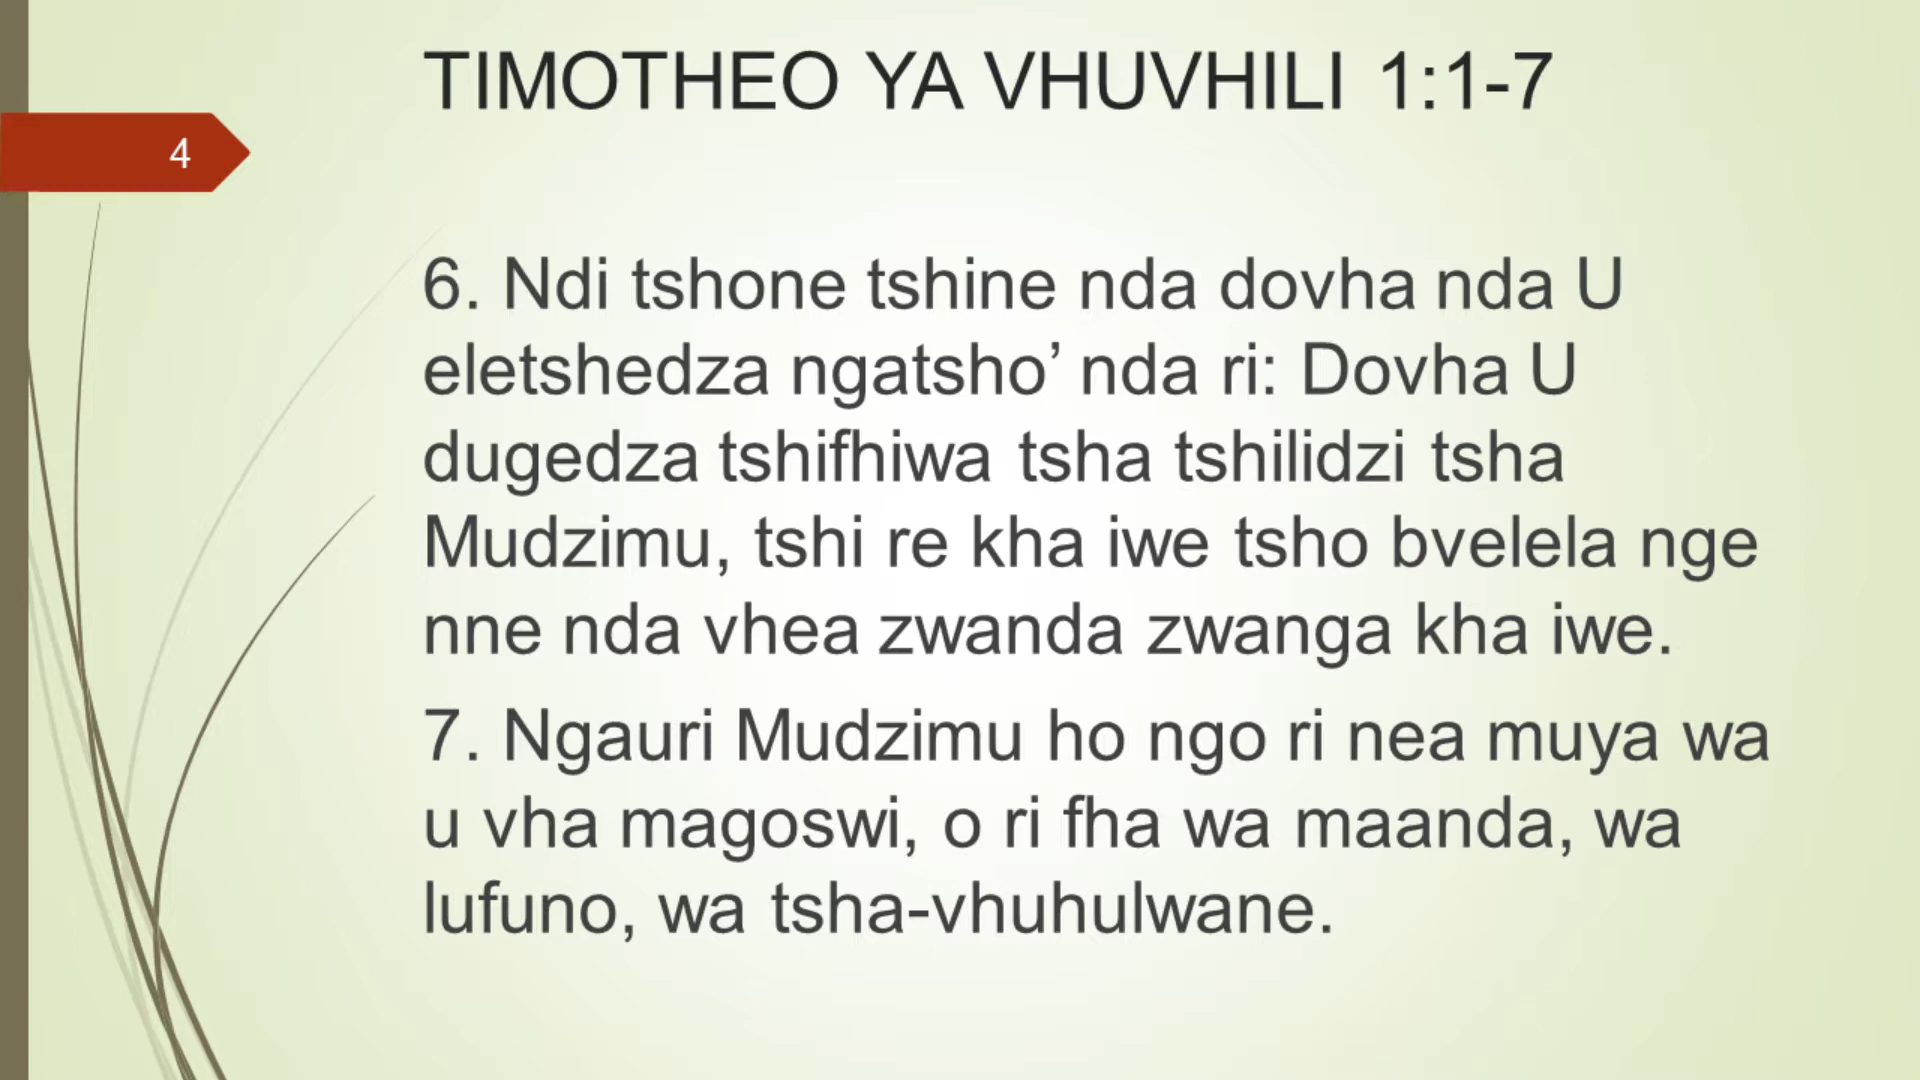 TIMOTHEO YA VHUVHILI 1:1-7
4
6. Ndi tshone tshine nda dovha nda U
eletshedza ngatsho’ nda ri: Dovha U
dugedza tshifhiwa tsha tshilidzi tsha
Mudzimu, tshi re kha iwe tsho bvelela nge
nne nda vhea zwanda zwanga kha iwe.
7. Ngauri Mudzimu ho ngo ri nea muya wa
u vha magoswi, o ri fha wa maanda, wa
lufuno, wa tsha-vhuhulwane.